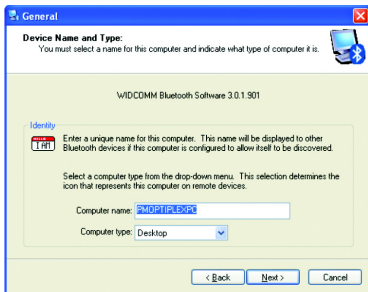 General
Device Name and Type:
You must select a name for this computer and indicate what type of computer it is.
WIDCOMM Bluetooth Software 3.0.1.901
Identity
HELLO
I AM
Enter a unique name for this computer. This name will be displayed to other
Bluetooth devices if this computer is configured to allow itself to be discovered.
Select a computer type from the drop-down menu. This selection determines the
icon that represents this computer on remote devices.
Computer name: PMOPTIPLEXPC
Computer type: Desktop
< Back
Next >
Cancel